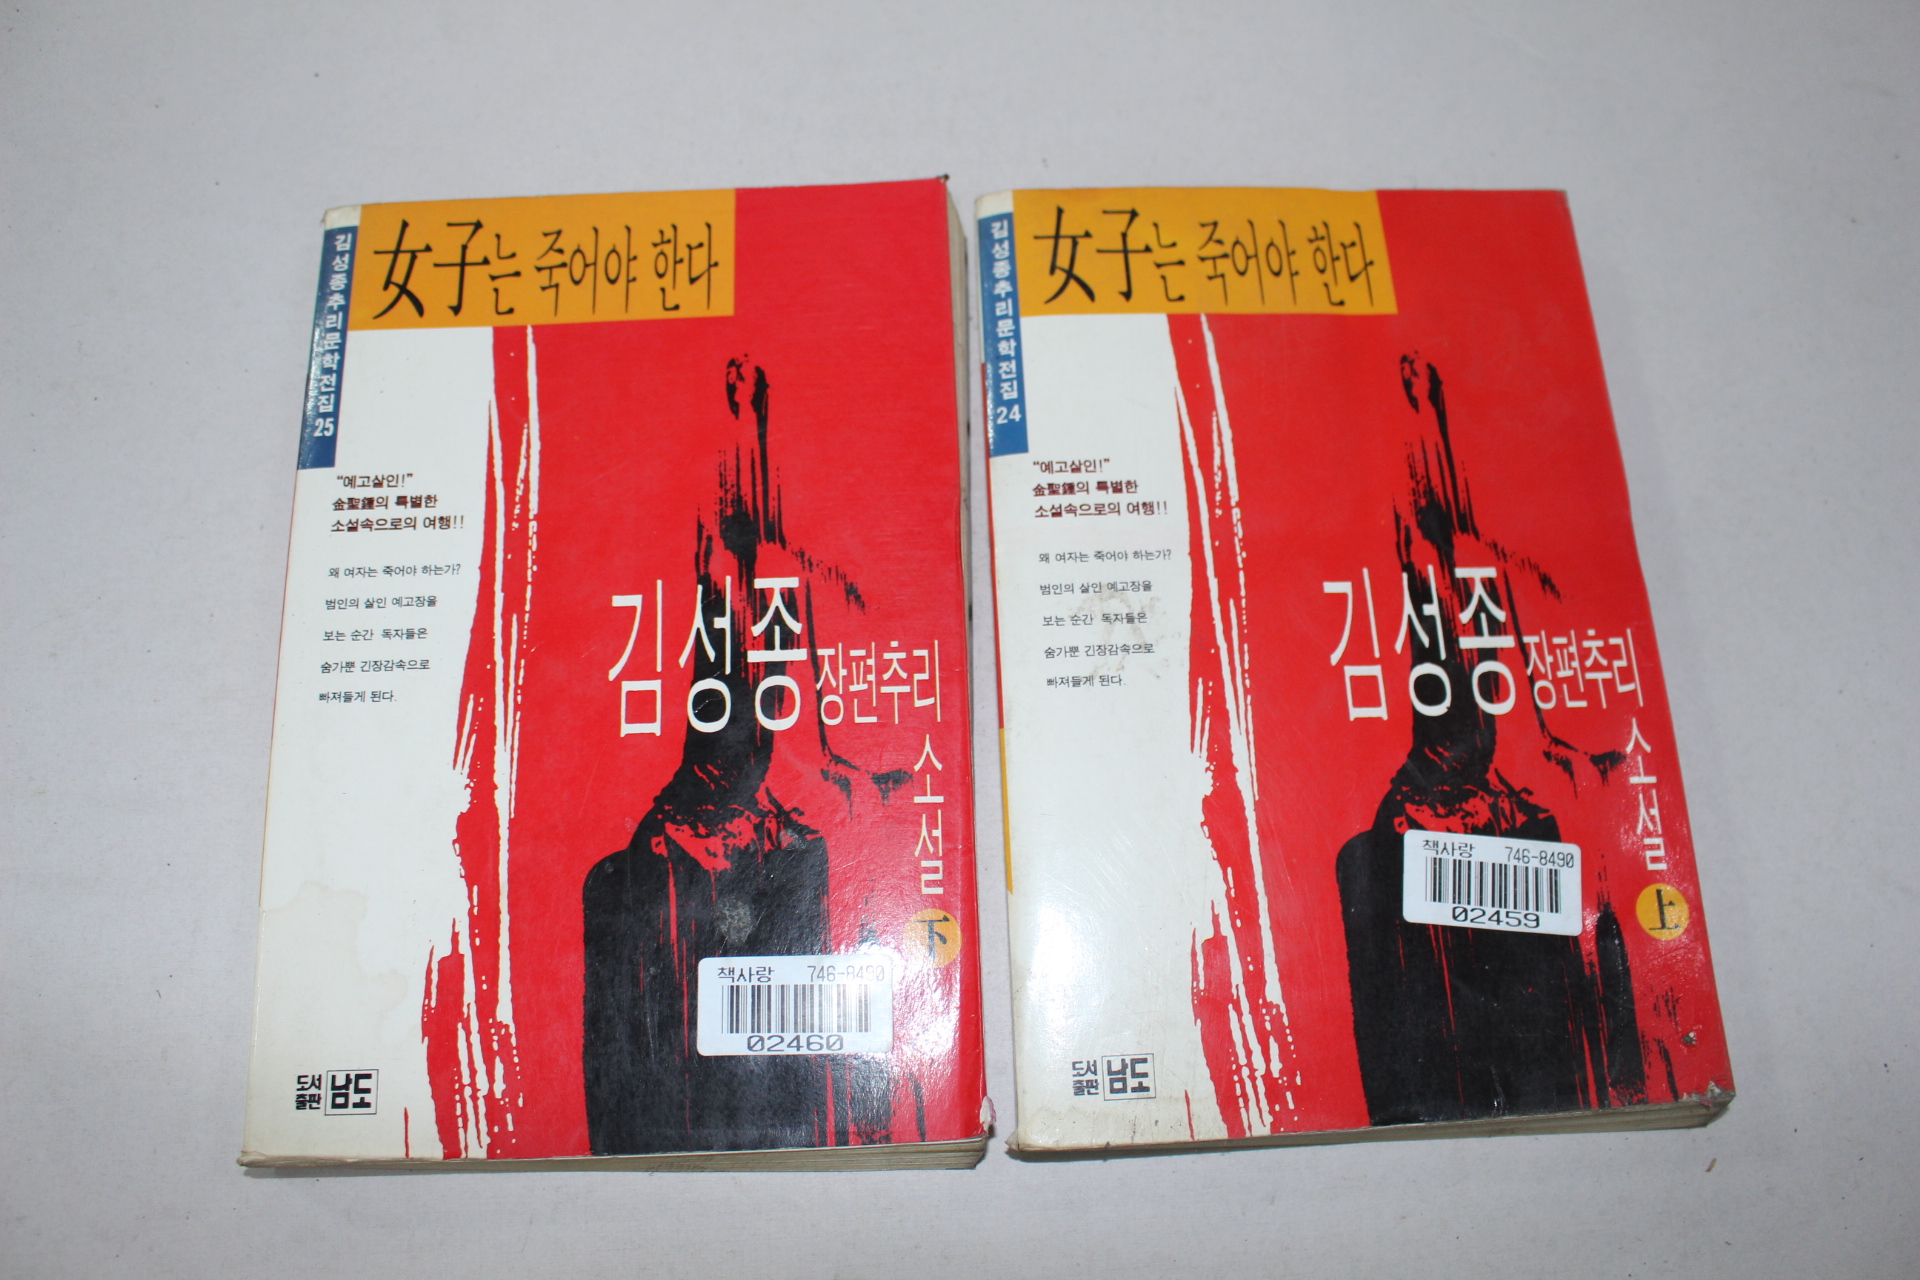 女子는 죽어야 한다
김성종추리문학전집 25
"예고살인!"
金聖鍾의 특별한
소설속으로의 여행!!
왜 여자는 죽어야 하는가?
범인의 살인 예고장을
보는 순간 독자들은
숨가쁜 긴장감속으로
빠져들게 된다.
김성종 장편추리소설 下
책사랑 746-8490
02460
도서출판 남도
女子는 죽어야 한다
김성종추리문학전집 24
"예고살인!"
金聖鍾의 특별한
소설속으로의 여행!!
왜 여자는 죽어야 하는가?
범인의 살인 예고장을
보는 순간 독자들은
숨가쁜 긴장감속으로
빠져들게 된다.
김성종 장편추리소설 上
책사랑 746-8490
02459
도서출판 남도